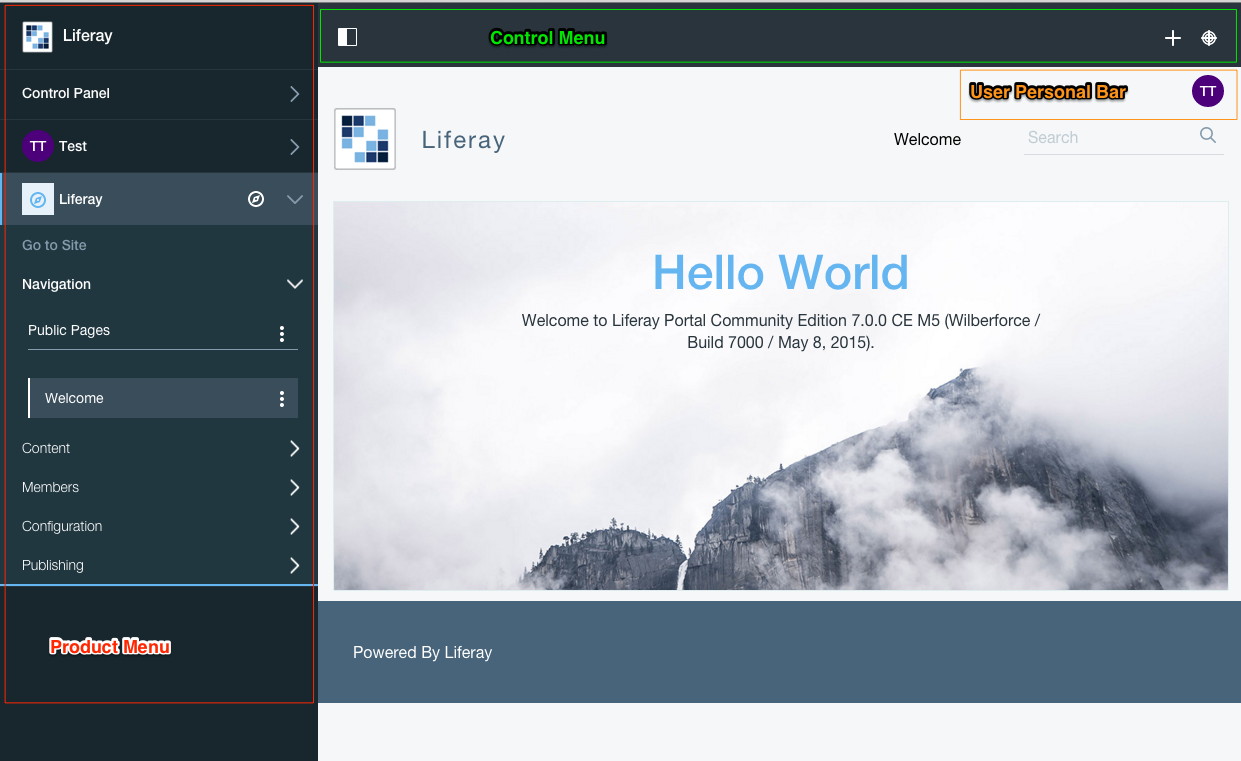 Liferay
Control Panel
TT Test
Liferay
Go to Site
Navigation
Public Pages
Welcome
Content
Members
Configuration
Publishing
Product Menu
Control Menu
User Personal Bar
TT
Liferay
Welcome
Search
Hello World
Welcome to Liferay Portal Community Edition 7.0.0 CE M5 (Wilberforce /
Build 7000 / May 8, 2015).
Powered By Liferay